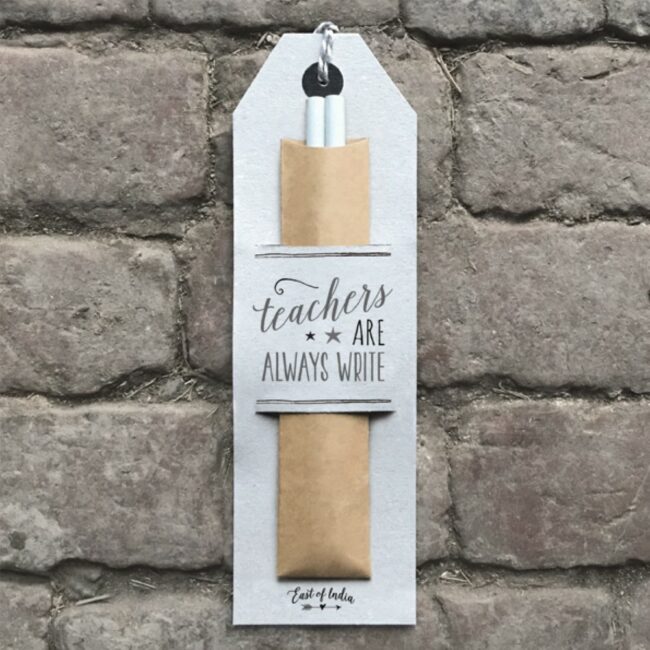 teachers
ARE
ALWAYS WRITE
East of India